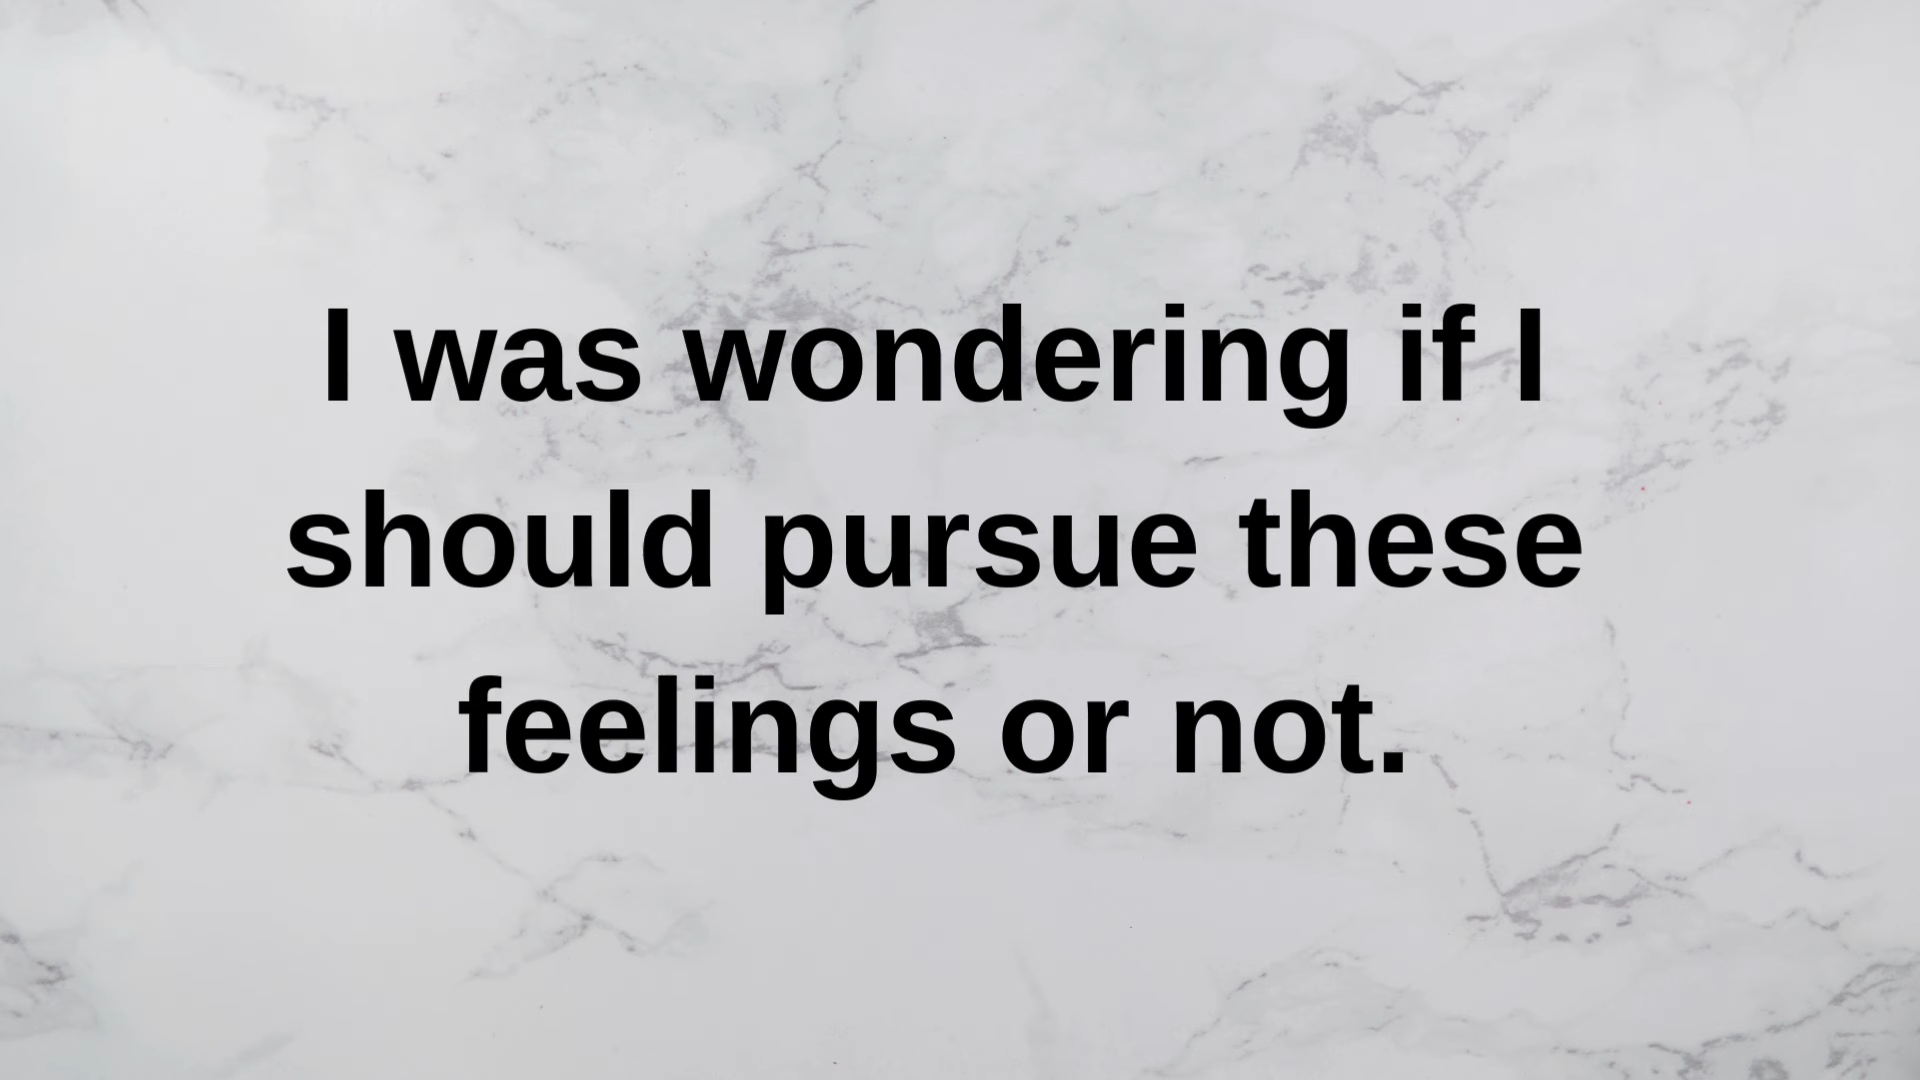 I was wondering if I
should pursue these
feelings or not.